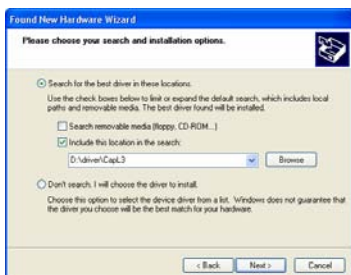 Found New Hardware Wizard
Please choose your search and installation options.
Search for the best driver in these locations.
Use the check boxes below to limit or expand the default search, which includes local
paths and removable media. The best driver found will be installed.
Search removable media (floppy, CD-ROM...)
Include this location in the search:
D:\driver\CapL3
Browse
Don't search. I will choose the driver to install.
Choose this option to select the device driver from a list. Windows does not guarantee that
the driver you choose will be the best match for your hardware.
< Back
Next >
Cancel